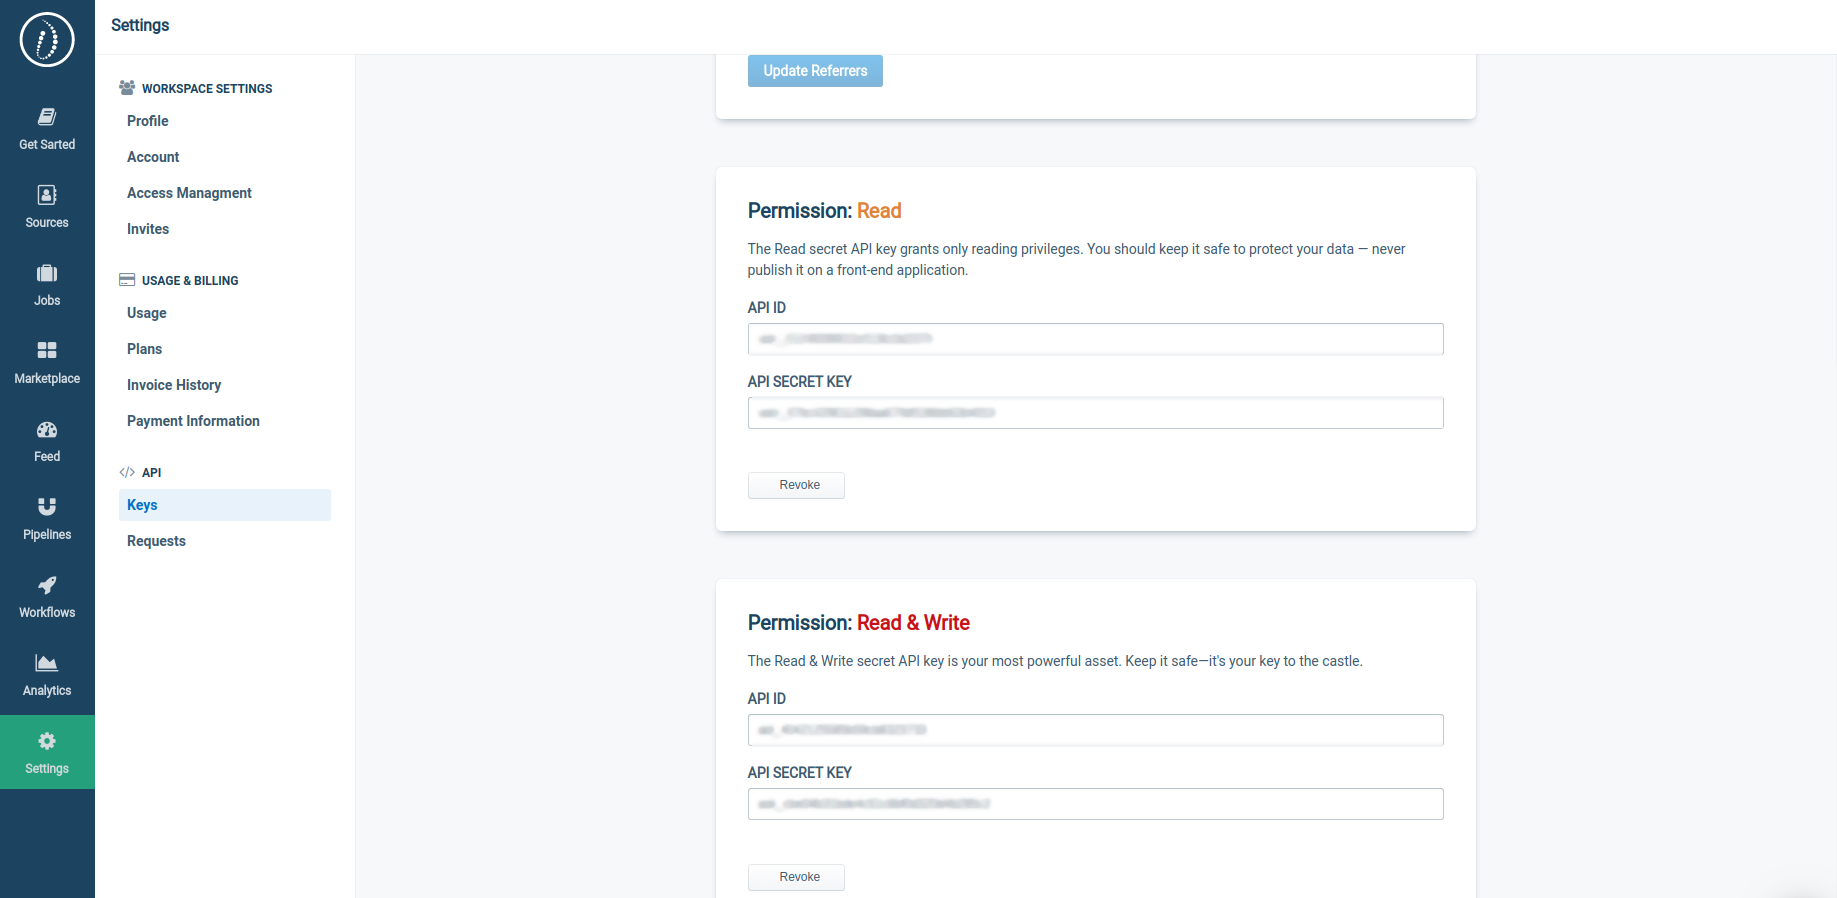 Settings
Get Sarted
Sources
Jobs
Marketplace
Feed
Pipelines
Workflows
Analytics
Settings
WORKSPACE SETTINGS
Profile
Account
Access Managment
Invites
USAGE & BILLING
Usage
Plans
Invoice History
Payment Information
</> API
Keys
Requests
Update Referrers
Permission: Read
The Read secret API key grants only reading privileges. You should keep it safe to protect your data — never
publish it on a front-end application.
API ID
API SECRET KEY
Revoke
Permission: Read & Write
The Read & Write secret API key is your most powerful asset. Keep it safe—it's your key to the castle.
API ID
API SECRET KEY
Revoke